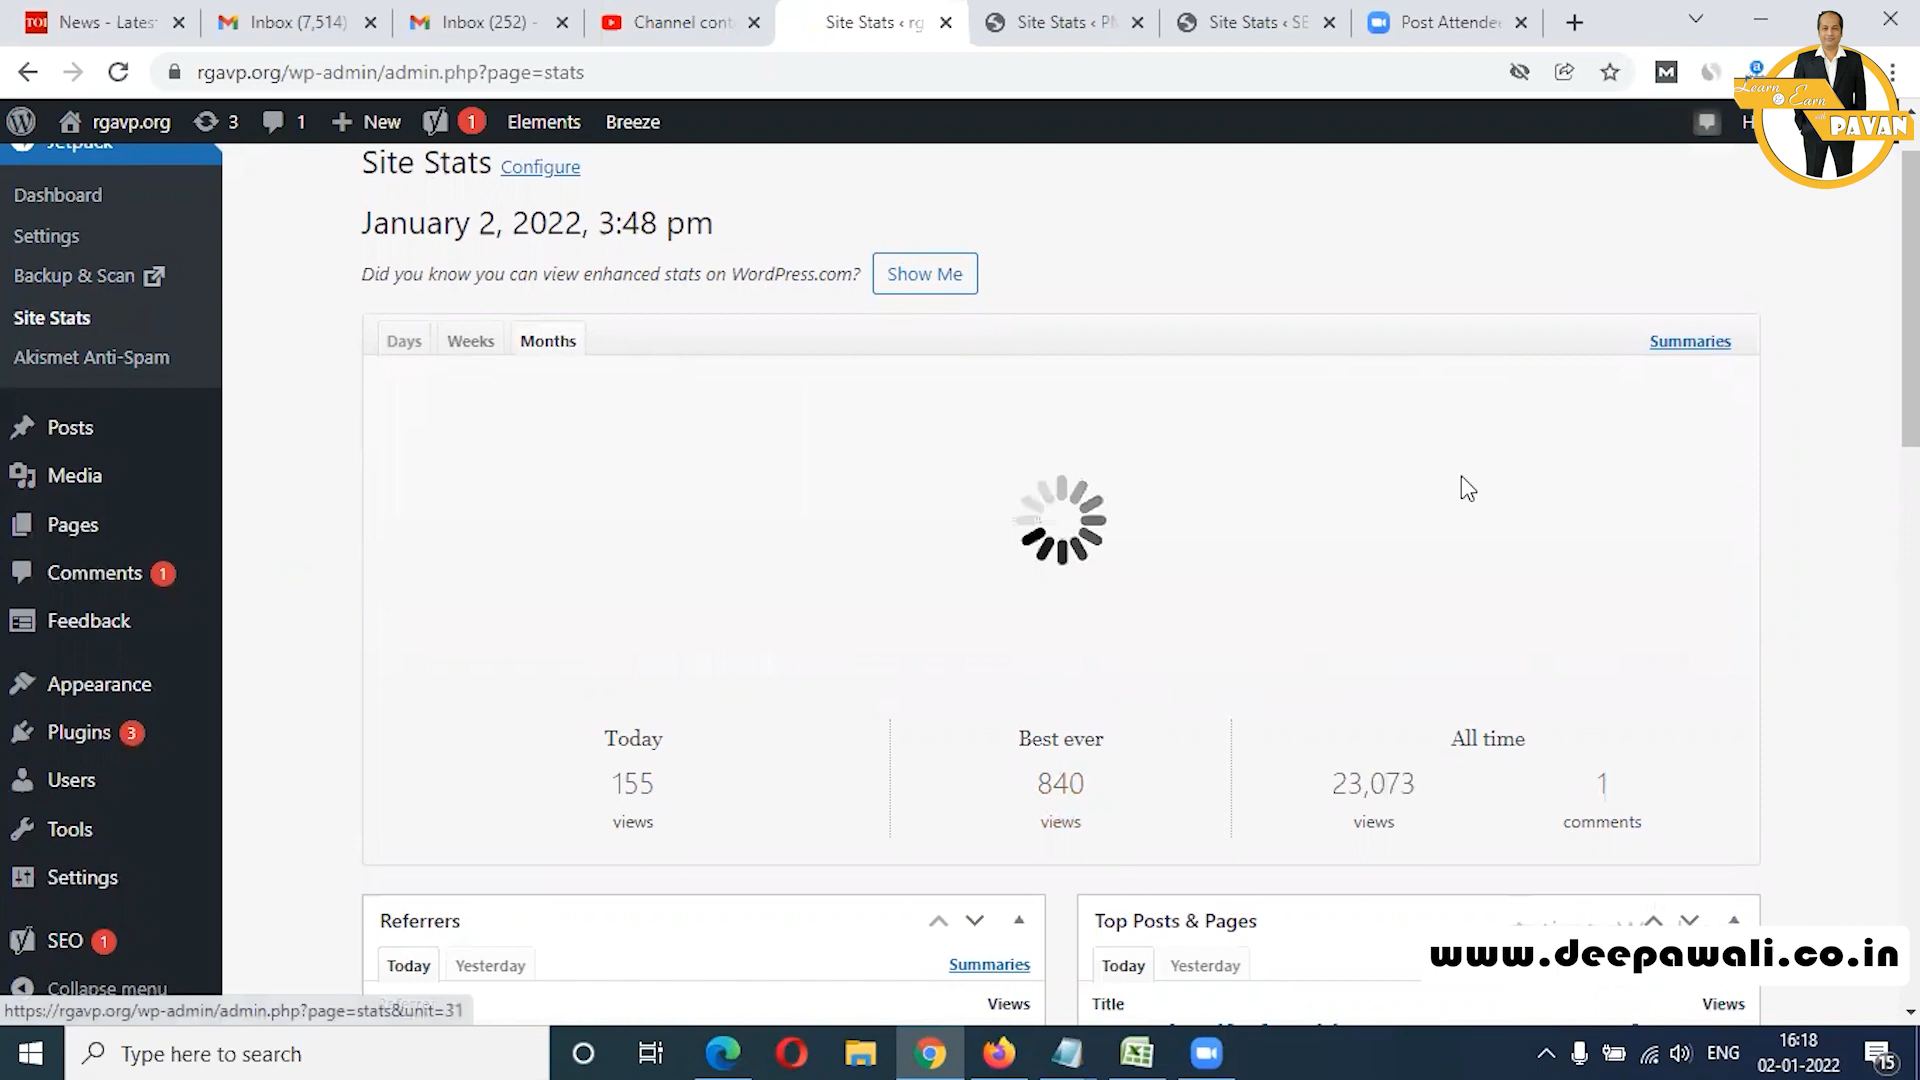 News - Lates
Inbox (7,514)
Inbox (252) -
Channel cont
Site Stats ‹ rg
Site Stats ‹ PM
Site Stats ‹ SE
Post Attendee
rgavp.org/wp-admin/admin.php?page=stats
rgavp.org
3
1
New
1
Elements
Breeze
H
Learn & Earn with PAVAN
Jetpack
Dashboard
Settings
Backup & Scan
Site Stats
Akismet Anti-Spam
Posts
Media
Pages
Comments 1
Feedback
Appearance
Plugins 3
Users
Tools
Settings
SEO 1
Collapse menu
Site Stats Configure
January 2, 2022, 3:48 pm
Did you know you can view enhanced stats on WordPress.com? Show Me
Days Weeks Months Summaries
Today Best ever All time
155 840 23,073 1
views views views comments
Referrers
Today Yesterday Summaries
Views
Top Posts & Pages
Today Yesterday
Title Views
www.deepawali.co.in
https://rgavp.org/wp-admin/admin.php?page=stats&unit=31
Type here to search
ENG
16:18
02-01-2022
15